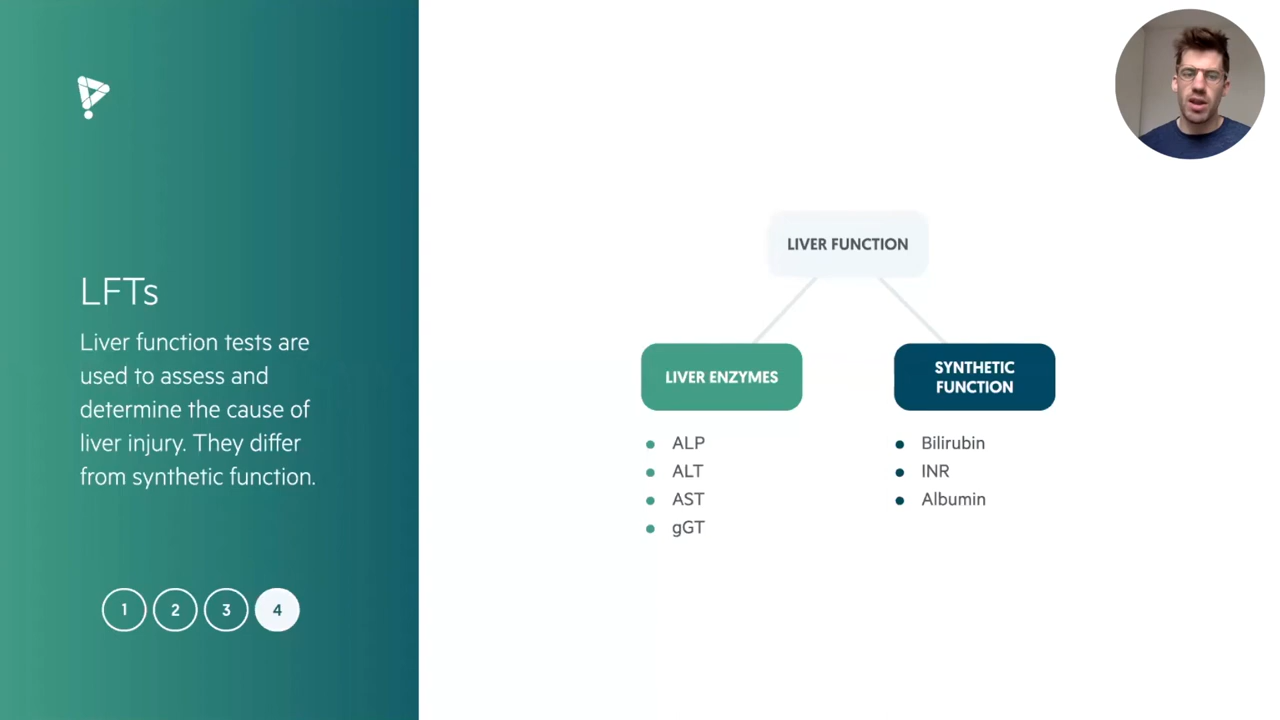 LFTs
Liver function tests are
used to assess and
determine the cause of
liver injury. They differ
from synthetic function.
1 2 3 4
LIVER FUNCTION
LIVER ENZYMES
ALP
ALT
AST
gGT
SYNTHETIC
FUNCTION
Bilirubin
INR
Albumin